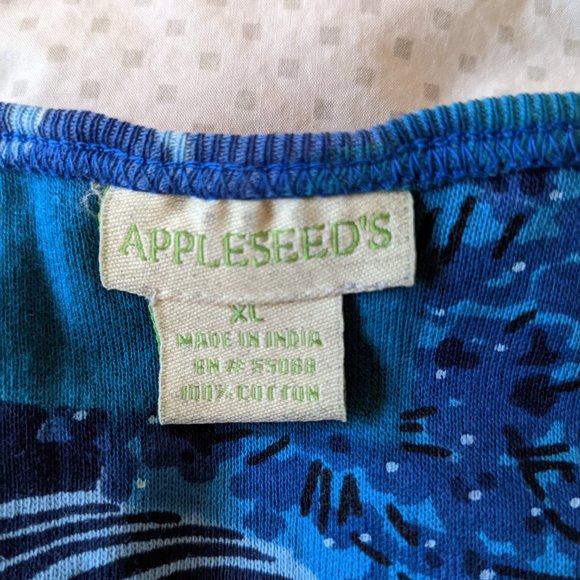 APPLESEED'S
XL
MADE IN INDIA
RN # 55088
100% COTTON